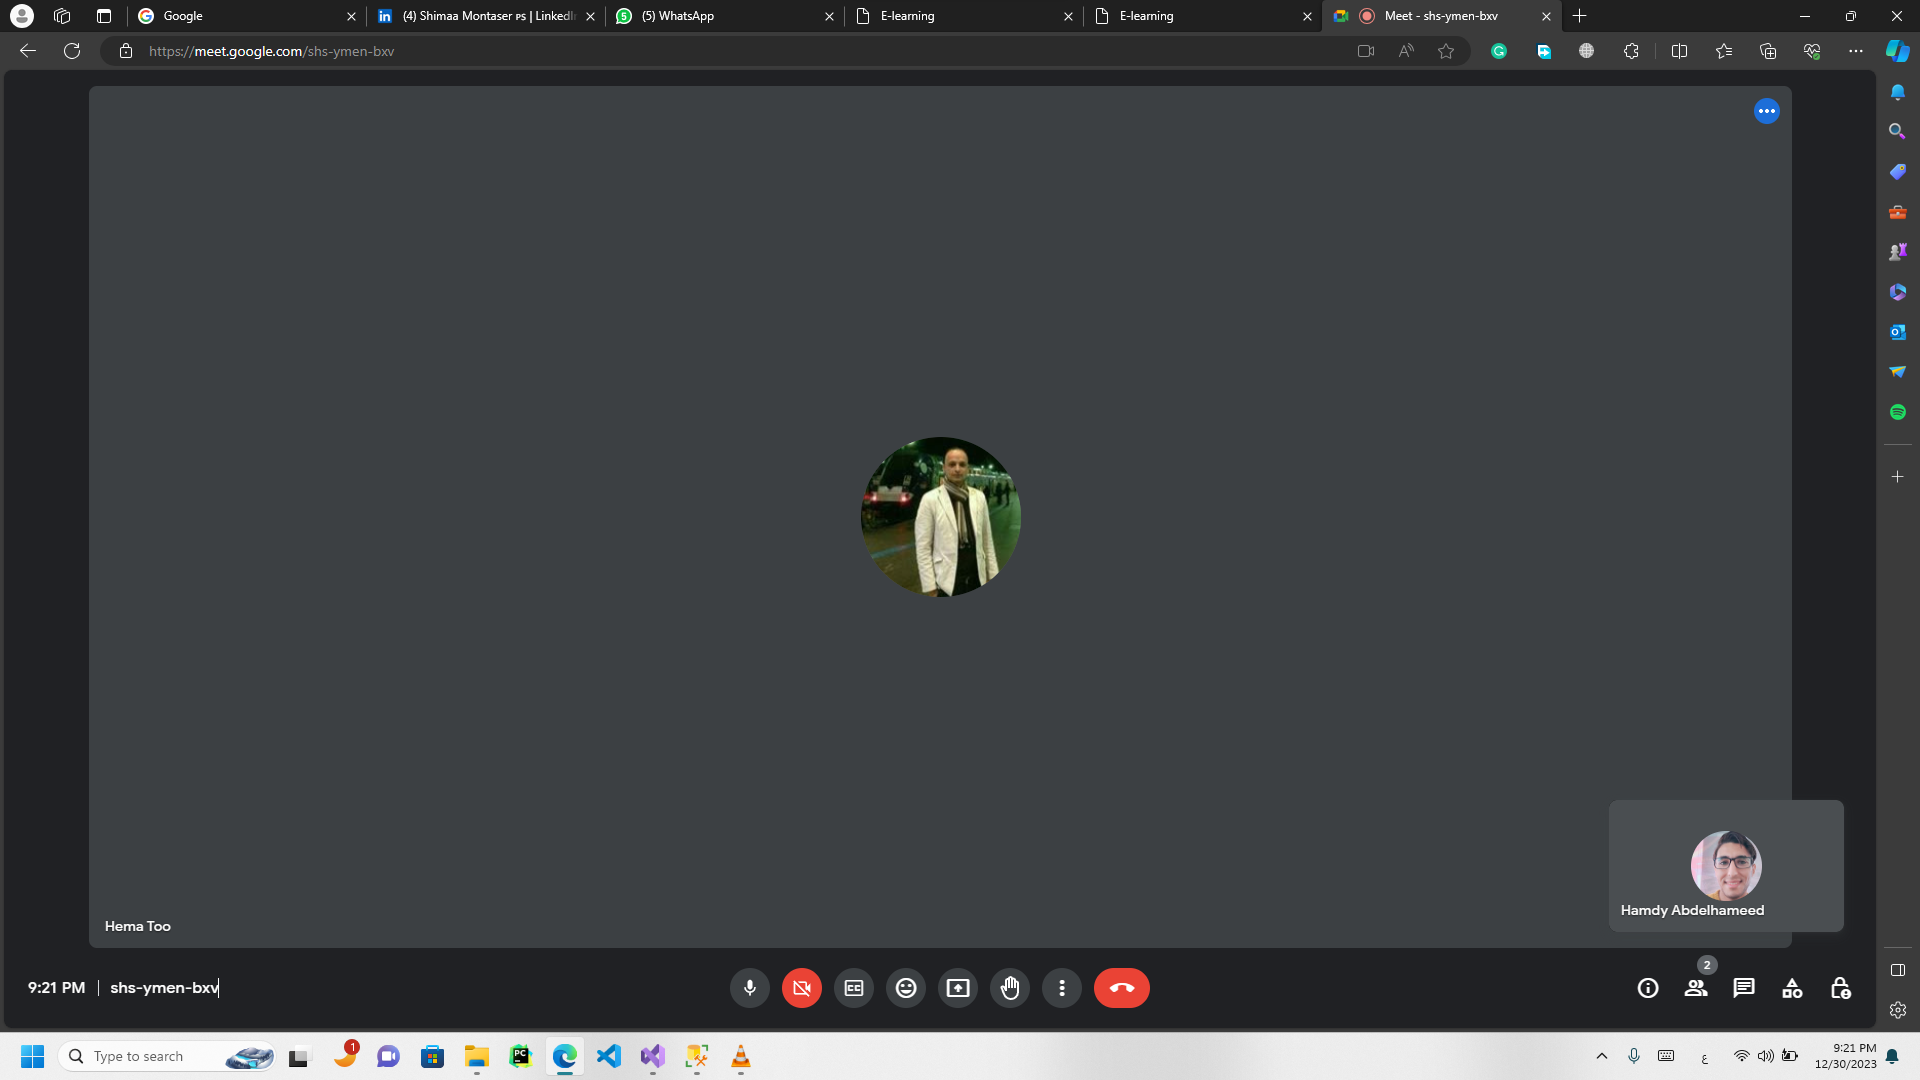 Google
(4) Shimaa Montaser ps | LinkedIn
(5) WhatsApp
E-learning
E-learning
Meet - shs-ymen-bxv
https://meet.google.com/shs-ymen-bxv
Hema Too
Hamdy Abdelhameed
9:21 PM | shs-ymen-bxv
2
Type to search
1
ع
9:21 PM
12/30/2023